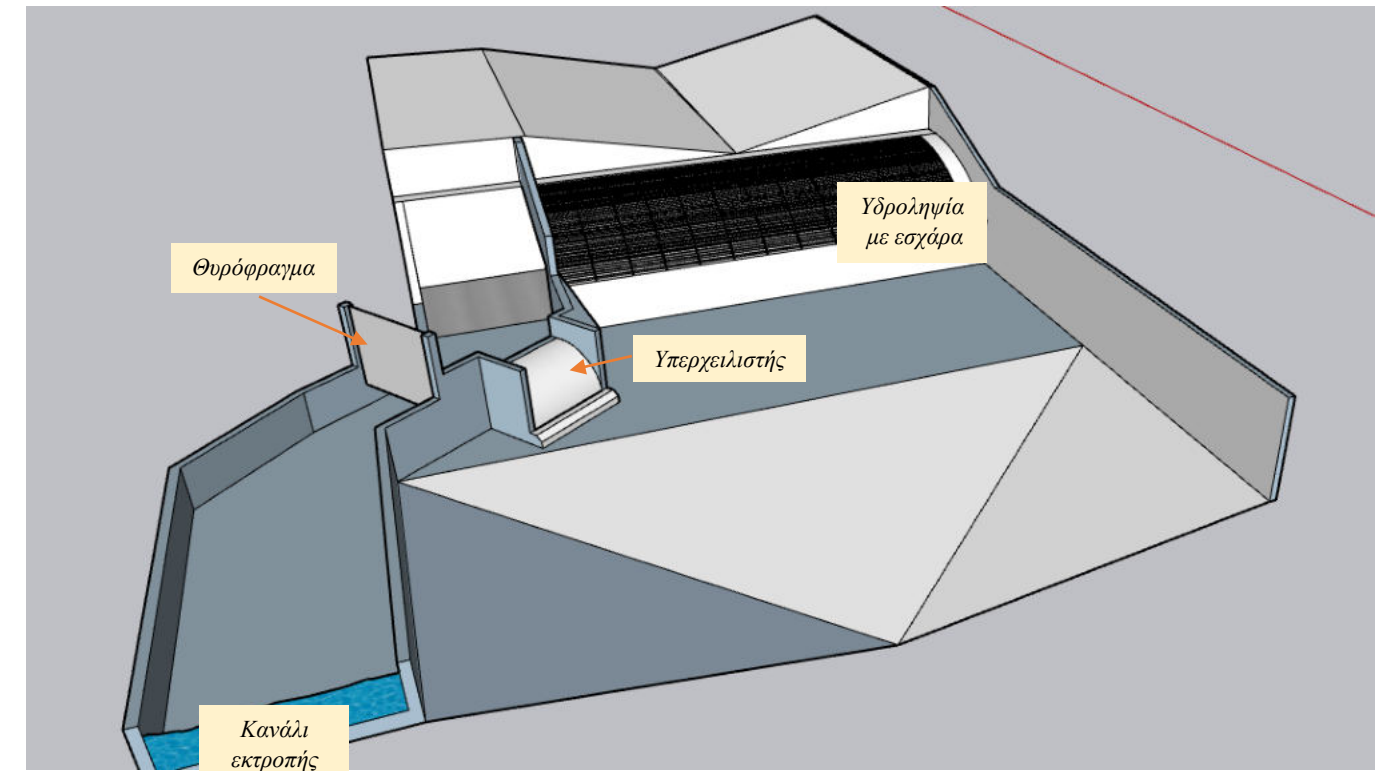 Υδροληψία
με εσχάρα
Θυρόφραγμα
Υπερχειλιστής
Κανάλι
εκτροπής